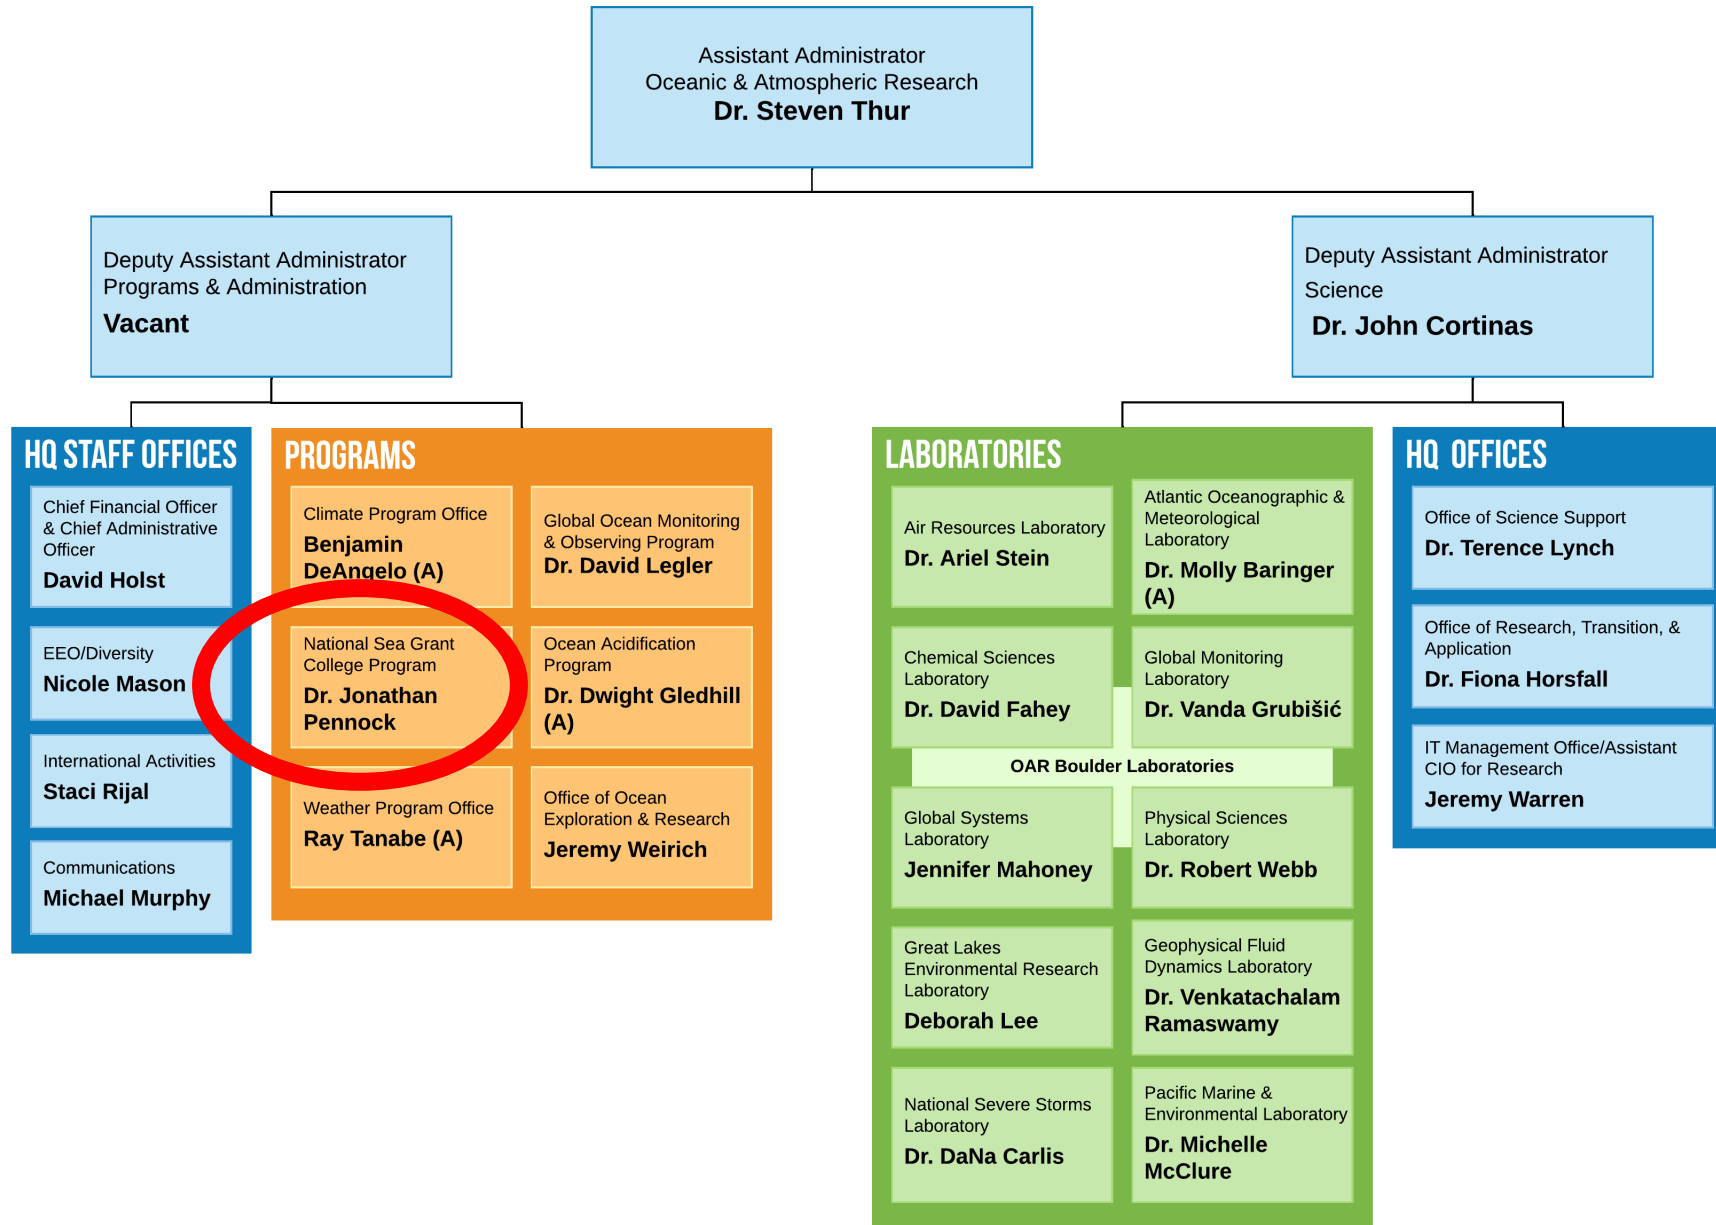 Assistant Administrator
Oceanic & Atmospheric Research
Dr. Steven Thur
Deputy Assistant Administrator
Programs & Administration
Vacant
Deputy Assistant Administrator
Science
Dr. John Cortinas
HQ STAFF OFFICES
Chief Financial Officer
& Chief Administrative
Officer
David Holst
EEO/Diversity
Nicole Mason
International Activities
Staci Rijal
Communications
Michael Murphy
PROGRAMS
Climate Program Office
Benjamin
DeAngelo (A)
Global Ocean Monitoring
& Observing Program
Dr. David Legler
National Sea Grant
College Program
Dr. Jonathan
Pennock
Ocean Acidification
Program
Dr. Dwight Gledhill
(A)
Weather Program Office
Ray Tanabe (A)
Office of Ocean
Exploration & Research
Jeremy Weirich
LABORATORIES
Air Resources Laboratory
Dr. Ariel Stein
Atlantic Oceanographic &
Meteorological
Laboratory
Dr. Molly Baringer
(A)
Chemical Sciences
Laboratory
Dr. David Fahey
Global Monitoring
Laboratory
Dr. Vanda Grubišić
OAR Boulder Laboratories
Global Systems
Laboratory
Jennifer Mahoney
Physical Sciences
Laboratory
Dr. Robert Webb
Great Lakes
Environmental Research
Laboratory
Deborah Lee
Geophysical Fluid
Dynamics Laboratory
Dr. Venkatachalam
Ramaswamy
National Severe Storms
Laboratory
Dr. DaNa Carlis
Pacific Marine &
Environmental Laboratory
Dr. Michelle
McClure
HQ OFFICES
Office of Science Support
Dr. Terence Lynch
Office of Research, Transition, &
Application
Dr. Fiona Horsfall
IT Management Office/Assistant
CIO for Research
Jeremy Warren